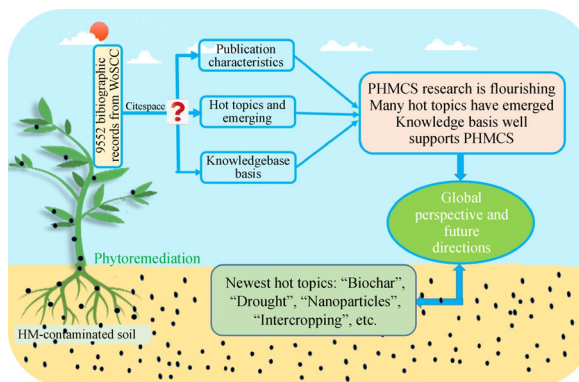 9552 bibiographic
records from WoSCC
Citespace
?
Publication
characteristics
Hot topics and
emerging
Knowledgebase
basis
PHMCS research is flourishing
Many hot topics have emerged
Knowledge basis well
supports PHMCS
Global
perspective and
future
directions
Phytoremediation
Newest hot topics: “Biochar”,
“Drought”, “Nanoparticles”,
“Intercropping”, etc.
HM-contaminated soil